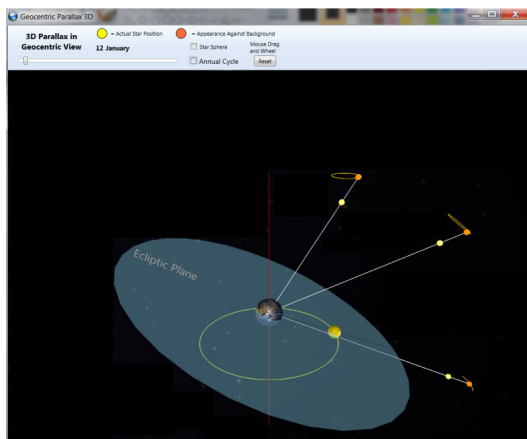 Geocentric Parallax 3D
3D Parallax in
Geocentric View
= Actual Star Position
= Appearance Against Background
12 January
Star Sphere
Annual Cycle
Mouse Drag
and Wheel
Reset
Ecliptic Plane